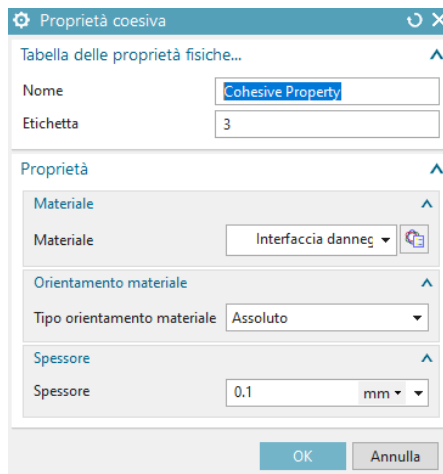 Proprietà coesiva
Tabella delle proprietà fisiche...
Nome Cohesive Property
Etichetta 3
Proprietà
Materiale
Materiale Interfaccia danneg
Orientamento materiale
Tipo orientamento materiale Assoluto
Spessore
Spessore 0.1 mm
OK Annulla